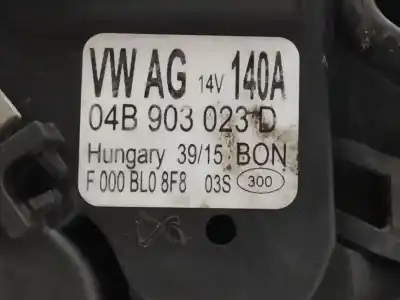 VW AG 14V 140A
04B 903 023 D
Hungary 39/15 BON
F 000 BL0 8F8 03S 300